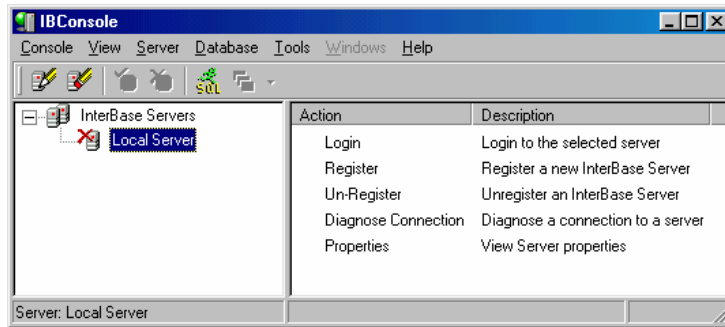 IBConsole
Console View Server Database Tools Windows Help
SQL
InterBase Servers
Local Server
Action Description
Login Login to the selected server
Register Register a new InterBase Server
Un-Register Unregister an InterBase Server
Diagnose Connection Diagnose a connection to a server
Properties View Server properties
Server: Local Server